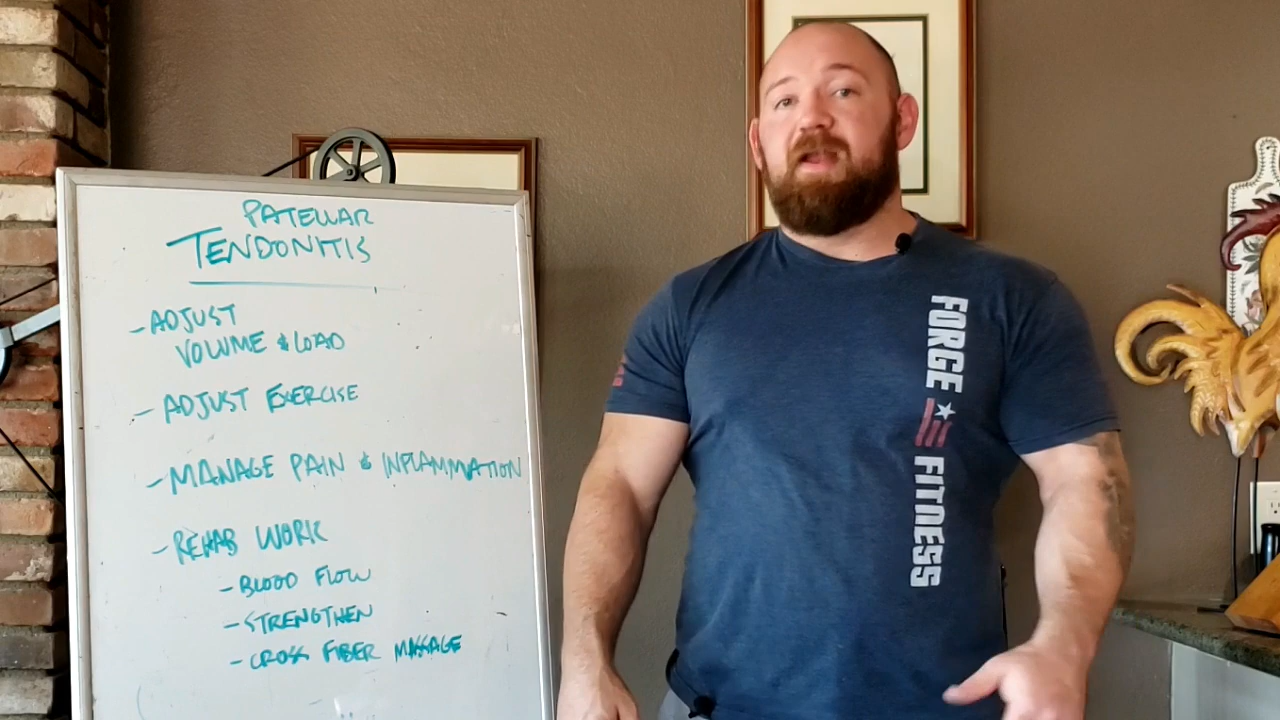 PATELLAR
TENDONITIS
- ADJUST
VOLUME & LOAD
- ADJUST EXERCISE
- MANAGE PAIN & INFLAMMATION
- REHAB WORK
- BLOOD FLOW
- STRENGTHEN
- CROSS FIBER MASSAGE
FORGE FITNESS